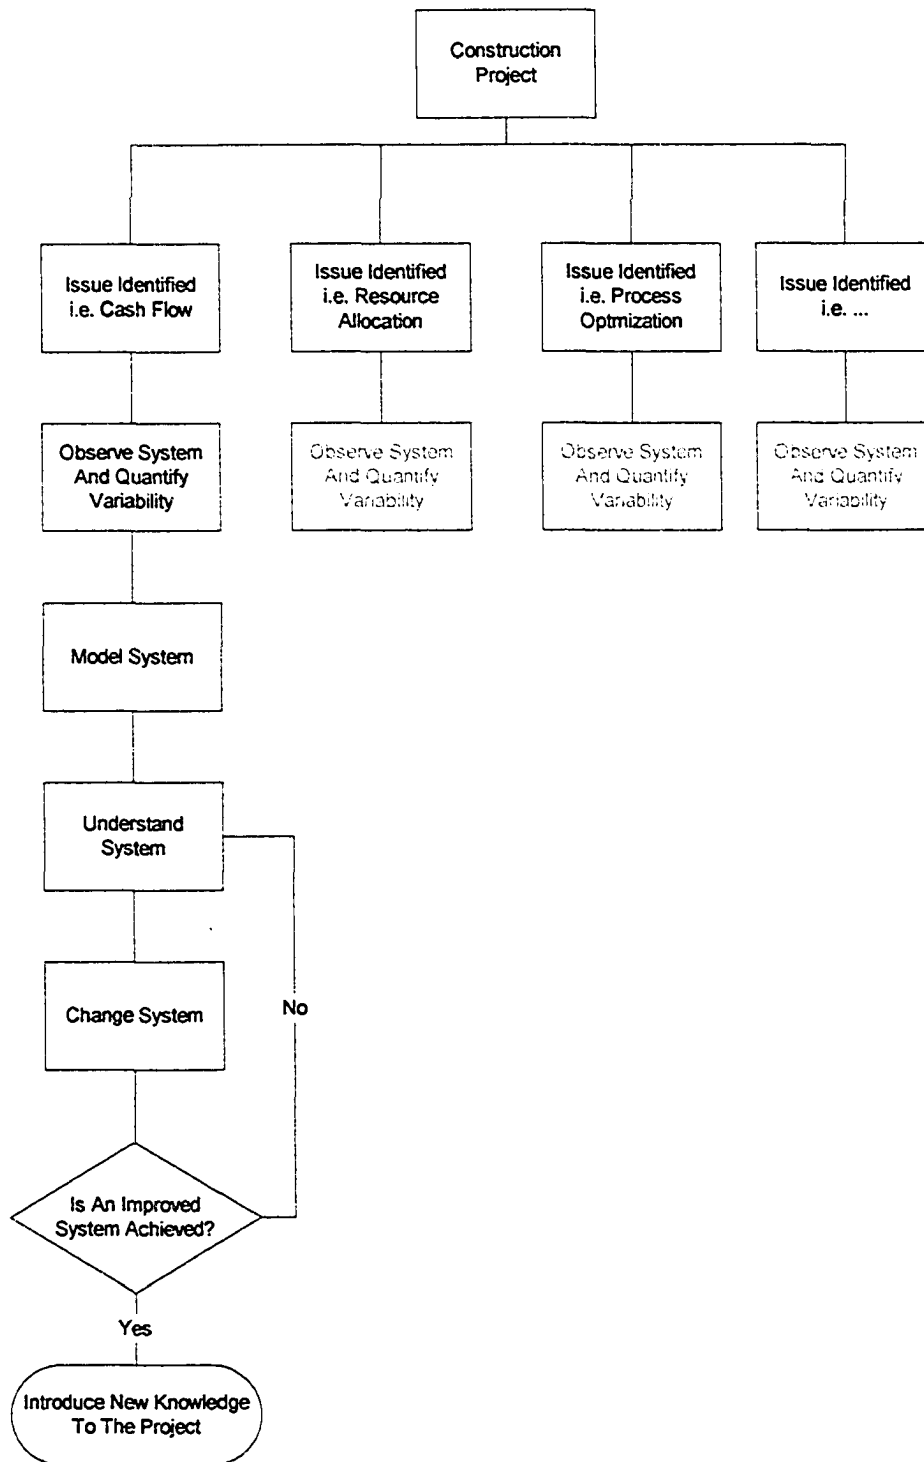 Construction
Project
Issue Identified
i.e. Cash Flow
Issue Identified
i.e. Resource
Allocation
Issue Identified
i.e. Process
Optmization
Issue Identified
i.e. ...
Observe System
And Quantify
Variability
Observe System
And Quantify
Variability
Observe System
And Quantify
Variability
Observe System
And Quantify
Variability
Model System
Understand
System
Change System
No
Is An Improved
System Achieved?
Yes
Introduce New Knowledge
To The Project